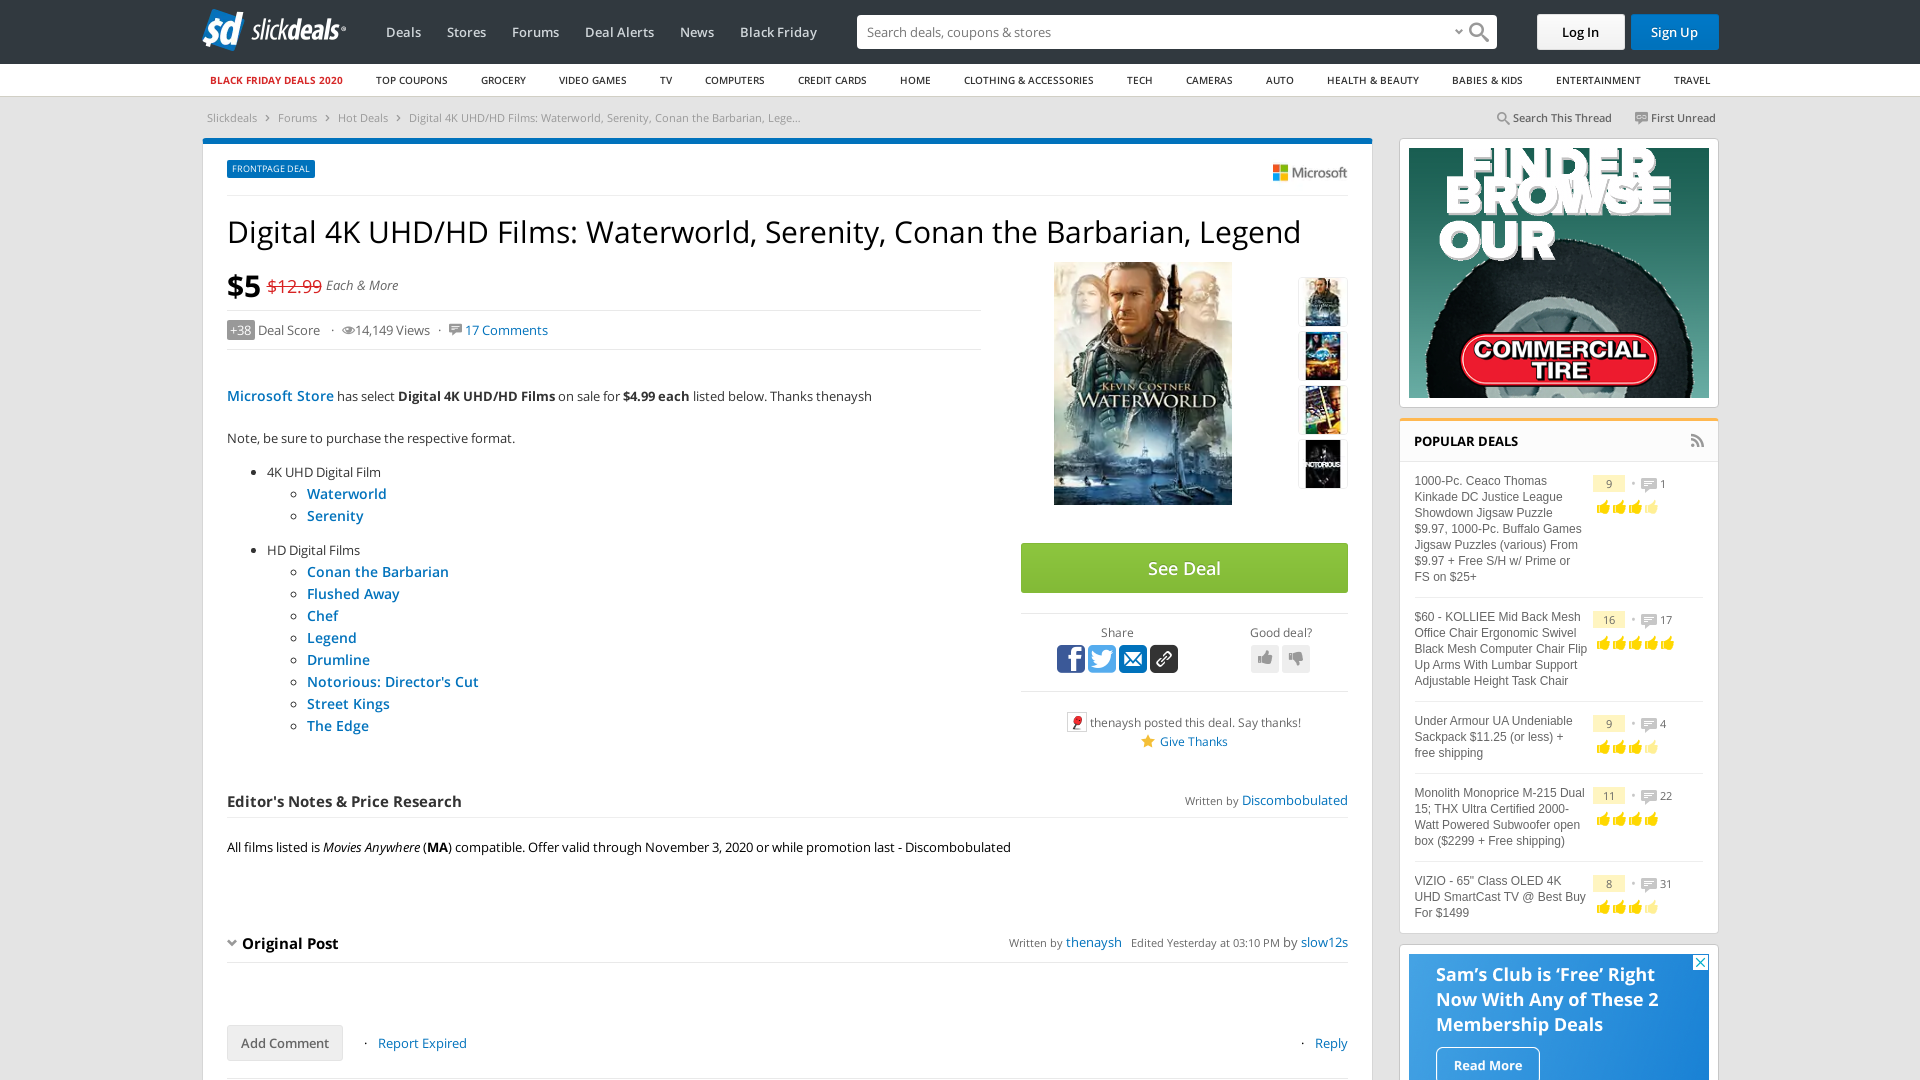 slickdeals
Deals
Stores
Forums
Deal Alerts
News
Black Friday
Search deals, coupons & stores
Log In
Sign Up
BLACK FRIDAY DEALS 2020
TOP COUPONS
GROCERY
VIDEO GAMES
TV
COMPUTERS
CREDIT CARDS
HOME
CLOTHING & ACCESSORIES
TECH
CAMERAS
AUTO
HEALTH & BEAUTY
BABIES & KIDS
ENTERTAINMENT
TRAVEL
Slickdeals > Forums > Hot Deals > Digital 4K UHD/HD Films: Waterworld, Serenity, Conan the Barbarian, Lege...
Search This Thread
First Unread
FRONTPAGE DEAL
Microsoft
Digital 4K UHD/HD Films: Waterworld, Serenity, Conan the Barbarian, Legend
$5 $12.99 Each & More
+38 Deal Score · 14,149 Views · 17 Comments
Microsoft Store has select Digital 4K UHD/HD Films on sale for $4.99 each listed below. Thanks thenaysh
Note, be sure to purchase the respective format.
4K UHD Digital Film
Waterworld
Serenity
HD Digital Films
Conan the Barbarian
Flushed Away
Chef
Legend
Drumline
Notorious: Director's Cut
Street Kings
The Edge
KEVIN COSTNER
WATERWORLD
NOTORIOUS
See Deal
Share
Good deal?
thenaysh posted this deal. Say thanks!
Give Thanks
Editor's Notes & Price Research
Written by Discombobulated
All films listed is Movies Anywhere (MA) compatible. Offer valid through November 3, 2020 or while promotion last - Discombobulated
Original Post
Written by thenaysh Edited Yesterday at 03:10 PM by slow12s
Add Comment
· Report Expired
· Reply
FINDER
BROWSE
OUR
COMMERCIAL
TIRE
POPULAR DEALS
1000-Pc. Ceaco Thomas
Kinkade DC Justice League
Showdown Jigsaw Puzzle
$9.97, 1000-Pc. Buffalo Games
Jigsaw Puzzles (various) From
$9.97 + Free S/H w/ Prime or
FS on $25+
9 • 1
$60 - KOLLIEE Mid Back Mesh
Office Chair Ergonomic Swivel
Black Mesh Computer Chair Flip
Up Arms With Lumbar Support
Adjustable Height Task Chair
16 • 17
Under Armour UA Undeniable
Sackpack $11.25 (or less) +
free shipping
9 • 4
Monolith Monoprice M-215 Dual
15; THX Ultra Certified 2000-
Watt Powered Subwoofer open
box ($2299 + Free shipping)
11 • 22
VIZIO - 65" Class OLED 4K
UHD SmartCast TV @ Best Buy
For $1499
8 • 31
Sam's Club is 'Free' Right
Now With Any of These 2
Membership Deals
Read More